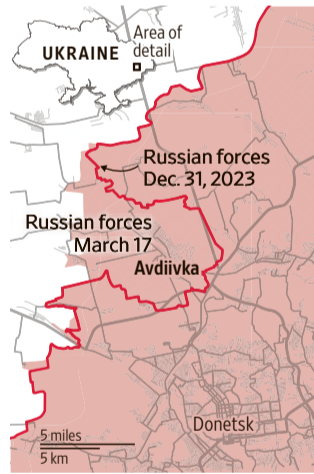 UKRAINE
Area of
detail
Russian forces
Dec. 31, 2023
Russian forces
March 17
Avdiivka
Donetsk
5 miles
5 km